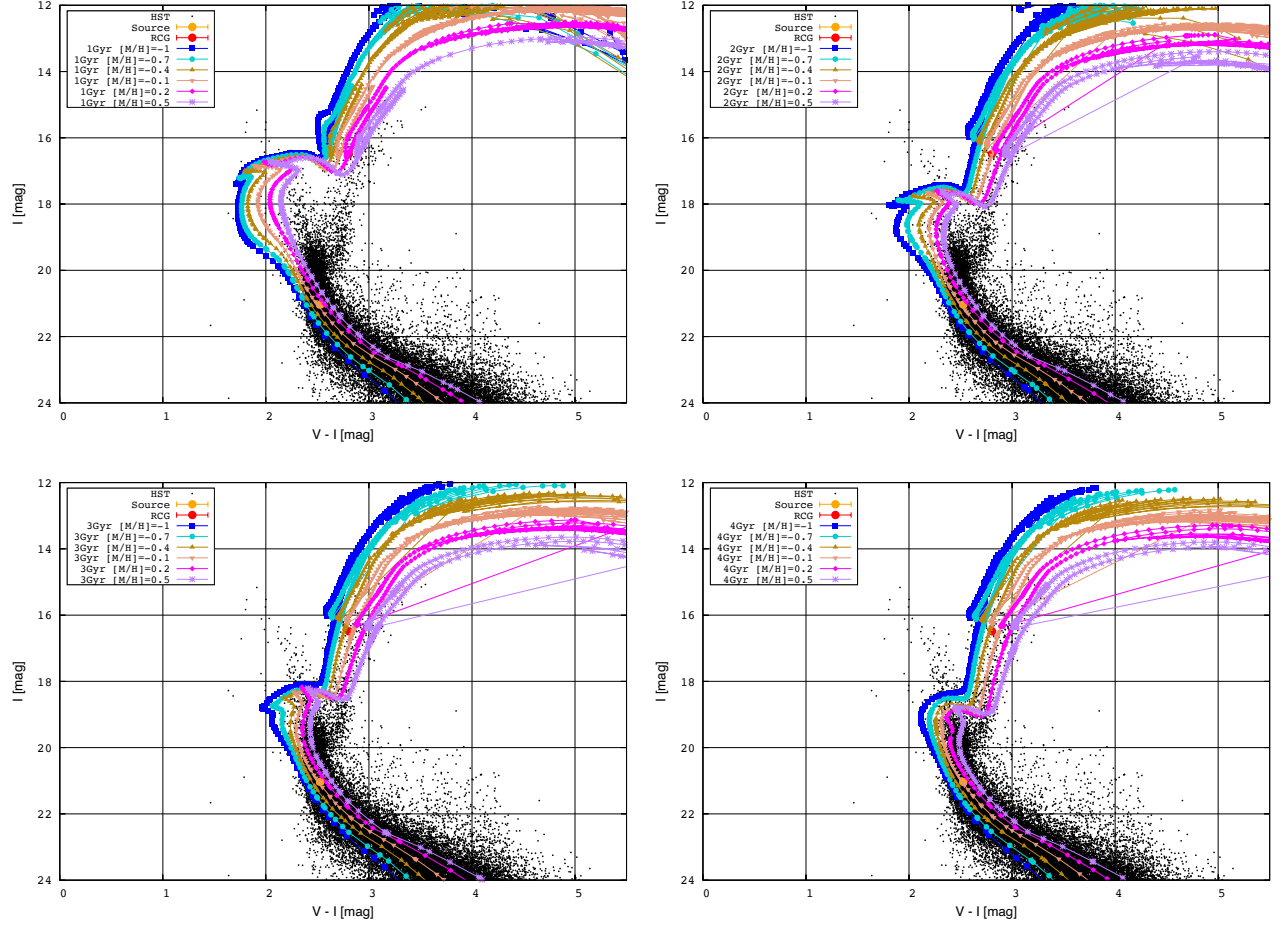 12
14
16
18
20
22
24
0
1
2
3
4
5
I [mag]
V - I [mag]
HST
Source
RCG
1Gyr [M/H]=-1
1Gyr [M/H]=-0.7
1Gyr [M/H]=-0.4
1Gyr [M/H]=-0.1
1Gyr [M/H]=0.2
1Gyr [M/H]=0.5
12
14
16
18
20
22
24
0
1
2
3
4
5
I [mag]
V - I [mag]
HST
Source
RCG
2Gyr [M/H]=-1
2Gyr [M/H]=-0.7
2Gyr [M/H]=-0.4
2Gyr [M/H]=-0.1
2Gyr [M/H]=0.2
2Gyr [M/H]=0.5
12
14
16
18
20
22
24
0
1
2
3
4
5
I [mag]
V - I [mag]
HST
Source
RCG
3Gyr [M/H]=-1
3Gyr [M/H]=-0.7
3Gyr [M/H]=-0.4
3Gyr [M/H]=-0.1
3Gyr [M/H]=0.2
3Gyr [M/H]=0.5
12
14
16
18
20
22
24
0
1
2
3
4
5
I [mag]
V - I [mag]
HST
Source
RCG
4Gyr [M/H]=-1
4Gyr [M/H]=-0.7
4Gyr [M/H]=-0.4
4Gyr [M/H]=-0.1
4Gyr [M/H]=0.2
4Gyr [M/H]=0.5